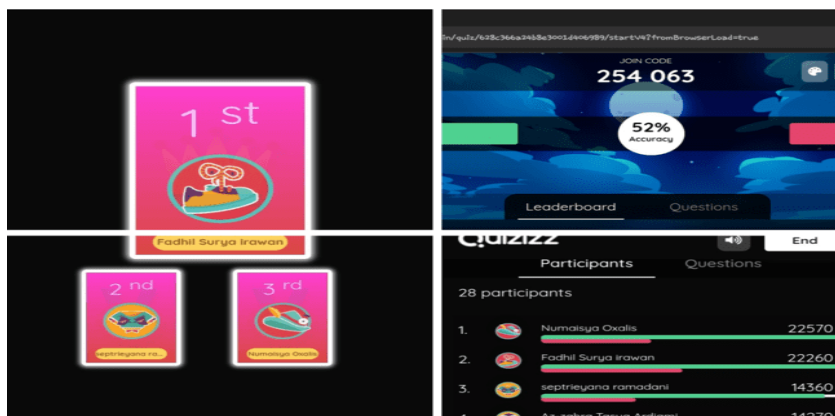 1 st
Fadhil Surya Irawan
2 nd
septrieyana ra...
3 rd
Numaisya Oxalis
JOIN CODE
254 063
52%
Accuracy
Leaderboard Questions
Quizizz
End
Participants Questions
28 participants
1. Numaisya Oxalis 22570
2. Fadhil Surya irawan 22260
3. septrieyana ramadani 14360